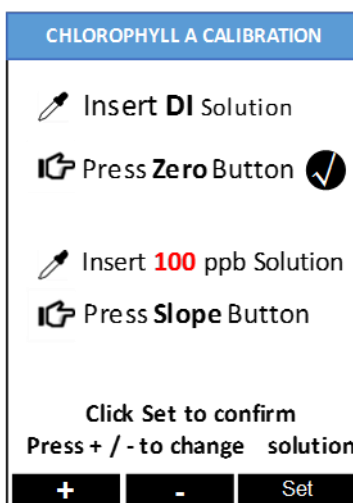 CHLOROPHYLL A CALIBRATION
Insert DI Solution
Press Zero Button
Insert 100 ppb Solution
Press Slope Button
Click Set to confirm
Press + / - to change solution
+ - Set